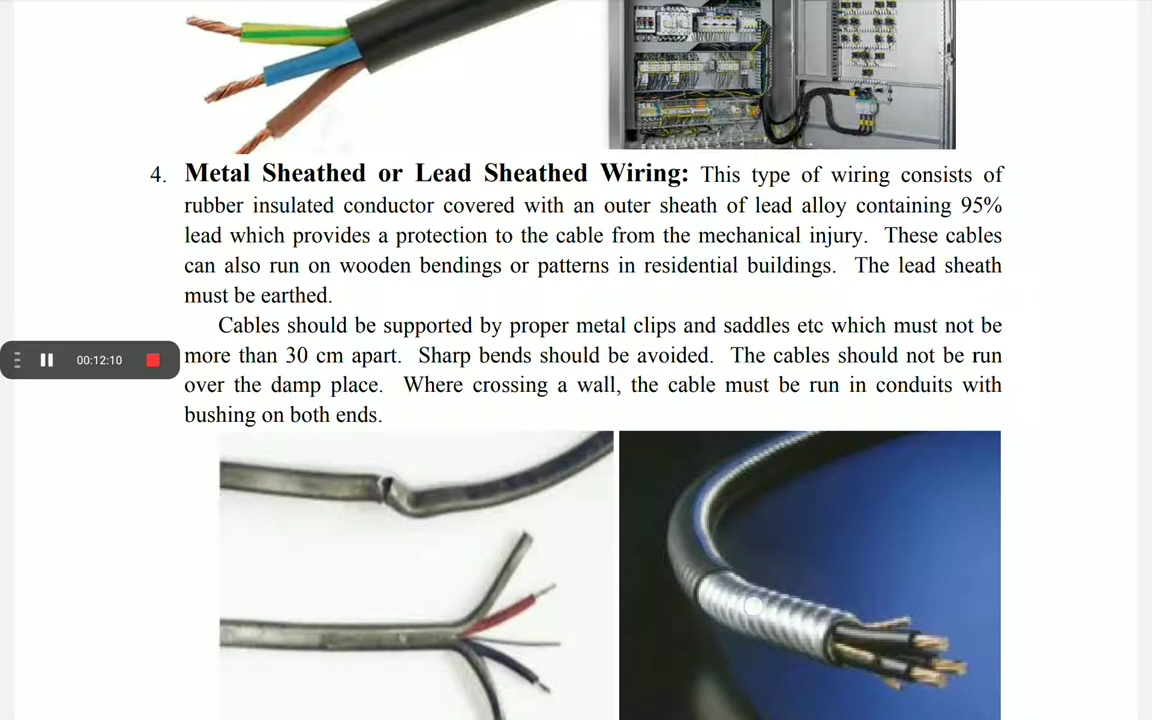 4. Metal Sheathed or Lead Sheathed Wiring: This type of wiring consists of
rubber insulated conductor covered with an outer sheath of lead alloy containing 95%
lead which provides a protection to the cable from the mechanical injury. These cables
can also run on wooden bendings or patterns in residential buildings. The lead sheath
must be earthed.
Cables should be supported by proper metal clips and saddles etc which must not be
00:12:10
more than 30 cm apart. Sharp bends should be avoided. The cables should not be run
over the damp place. Where crossing a wall, the cable must be run in conduits with
bushing on both ends.